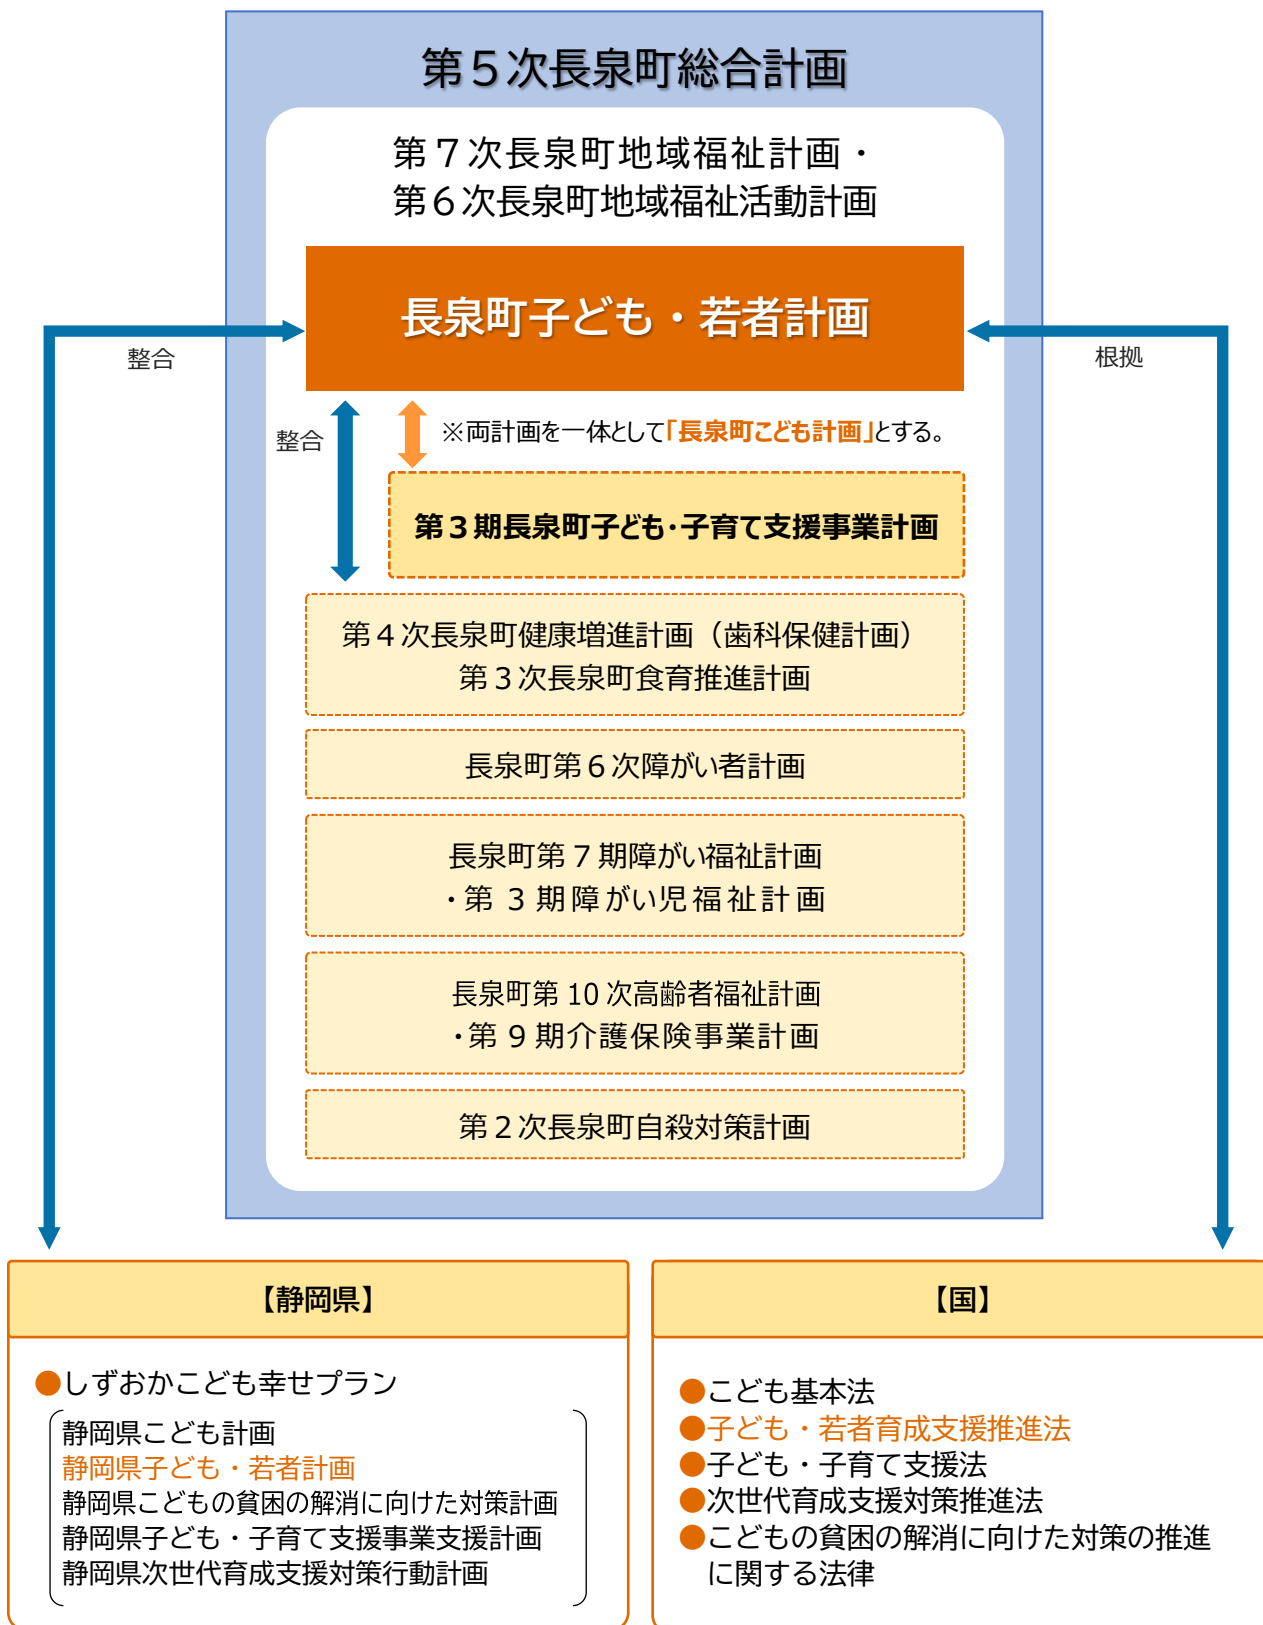 第５次長泉町総合計画
第７次長泉町地域福祉計画・
第６次長泉町地域福祉活動計画
長泉町子ども・若者計画
整合
根拠
整合
※両計画を一体として「長泉町こども計画」とする。
第３期長泉町子ども・子育て支援事業計画
第４次長泉町健康増進計画（歯科保健計画）
第３次長泉町食育推進計画
長泉町第６次障がい者計画
長泉町第７期障がい福祉計画
・第３期障がい児福祉計画
長泉町第10次高齢者福祉計画
・第９期介護保険事業計画
第２次長泉町自殺対策計画
【静岡県】
●しずおかこども幸せプラン
静岡県こども計画
静岡県子ども・若者計画
静岡県こどもの貧困の解消に向けた対策計画
静岡県子ども・子育て支援事業支援計画
静岡県次世代育成支援対策行動計画
【国】
●こども基本法
●子ども・若者育成支援推進法
●子ども・子育て支援法
●次世代育成支援対策推進法
●こどもの貧困の解消に向けた対策の推進
に関する法律